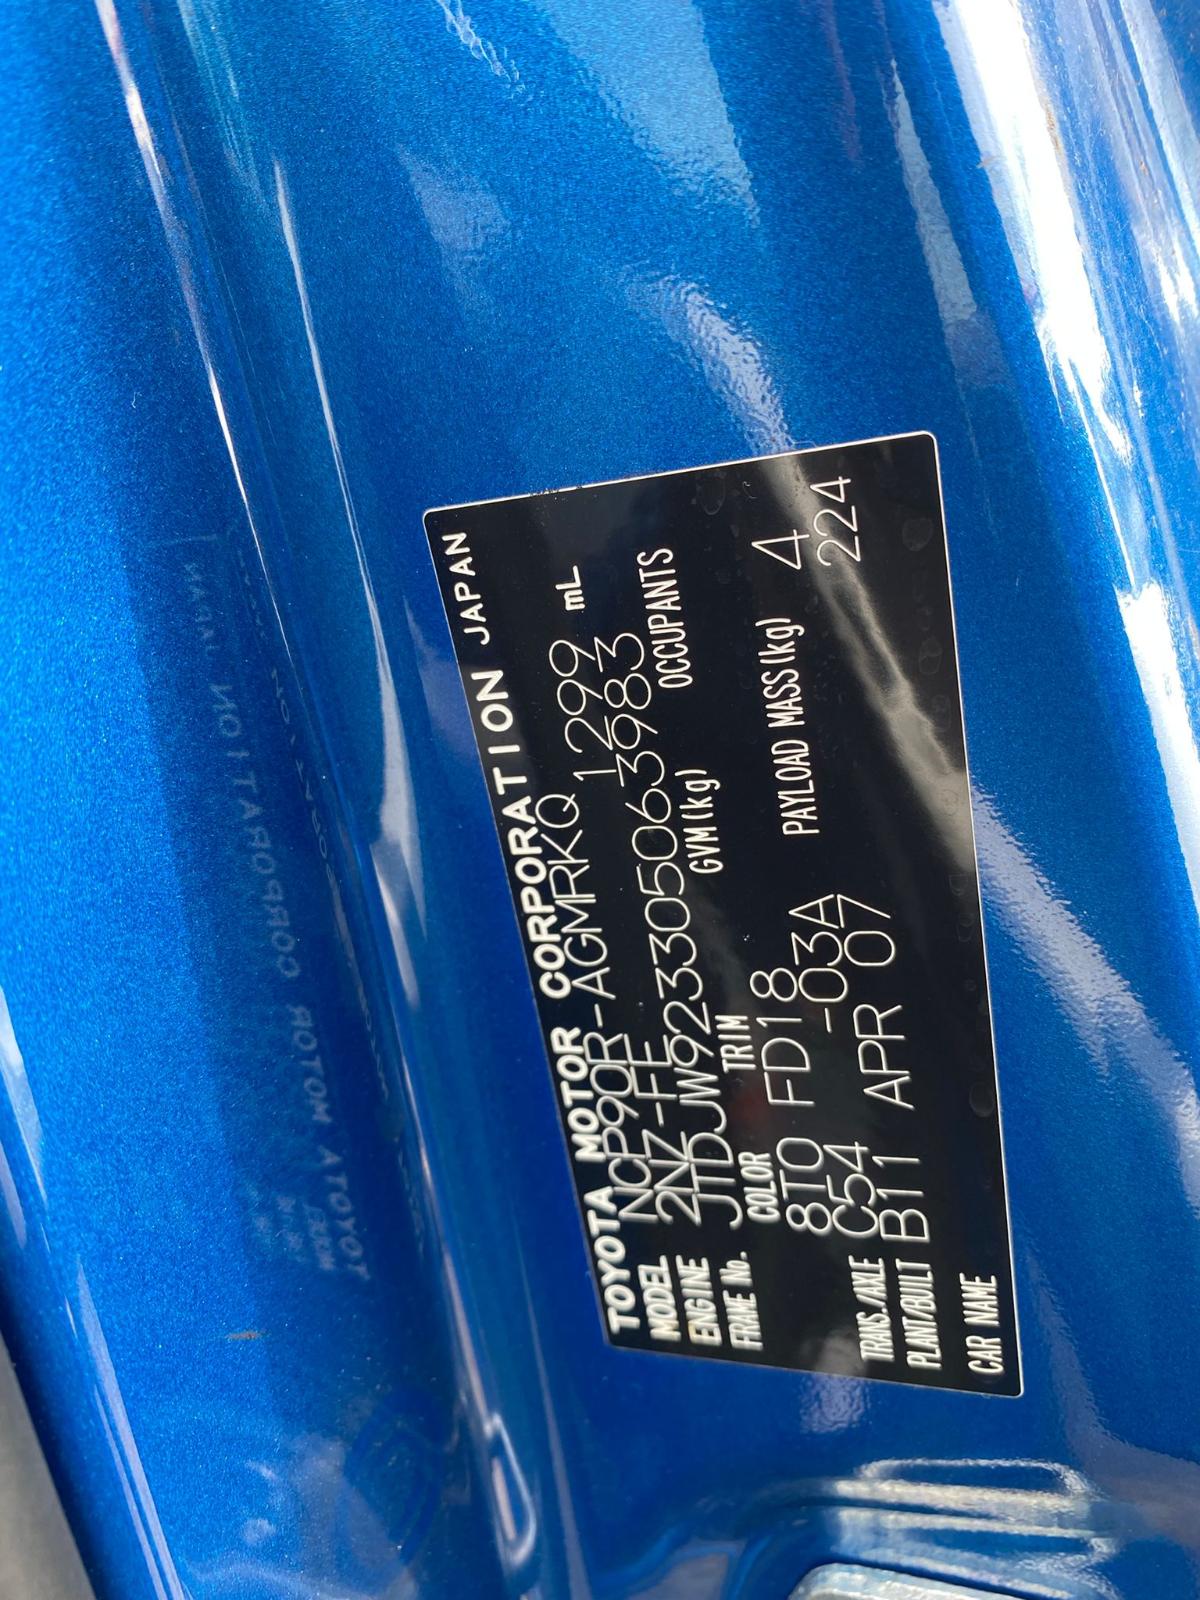 TOYOTA MOTOR CORPORATION JAPAN
MODEL NCP90R-AGMRKQ 1299 mL
ENGINE 2NZ-FE
FRAME No. JTDJW923305063983
COLOR TRIM GVM(kg) OCCUPANTS
8T0 FD18 4
TRANS./AXLE C54 -03A PAYLOAD MASS(kg) 224
PLANT/BUILT B11 APR 07
CAR NAME